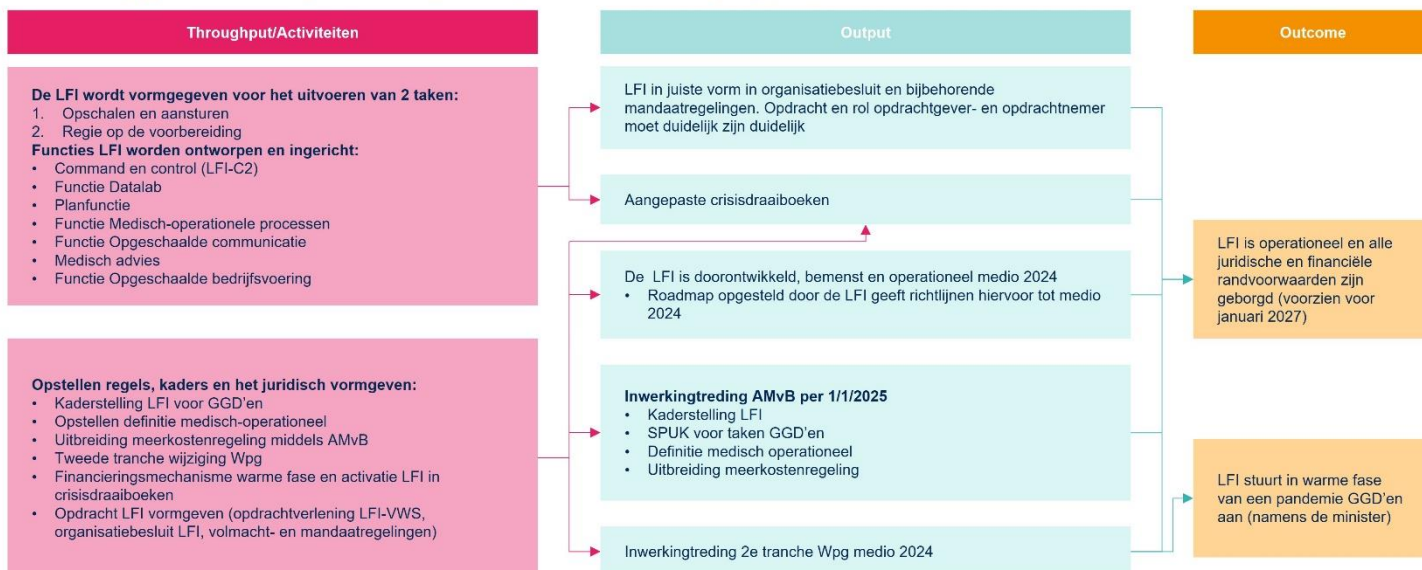 Throughput/Activiteiten
De LFI wordt vormgegeven voor het uitvoeren van 2 taken:
1. Opschalen en aansturen
2. Regie op de voorbereiding
Functies LFI worden ontworpen en ingericht:
• Command en control (LFI-C2)
• Functie Datalab
• Planfunctie
• Functie Medisch-operationele processen
• Functie Opgeschaalde communicatie
• Medisch advies
• Functie Opgeschaalde bedrijfsvoering
Opstellen regels, kaders en het juridisch vormgeven:
• Kaderstelling LFI voor GGD'en
• Opstellen definitie medisch-operationeel
• Uitbreiding meerkostenregeling middels AMvB
• Tweede tranche wijziging Wpg
• Financieringsmechanisme warme fase en activatie LFI in
crisisdraaiboeken
• Opdracht LFI vormgeven (opdrachtverlening LFI-VWS,
organisatiebesluit LFI, volmacht- en mandaatregelingen)
Output
LFI in juiste vorm in organisatiebesluit en bijbehorende
mandaatregelingen. Opdracht en rol opdrachtgever- en opdrachtnemer
moet duidelijk zijn duidelijk
Aangepaste crisisdraaiboeken
De LFI is doorontwikkeld, bemenst en operationeel medio 2024
• Roadmap opgesteld door de LFI geeft richtlijnen hiervoor tot medio
2024
Inwerkingtreding AMvB per 1/1/2025
• Kaderstelling LFI
• SPUK voor taken GGD'en
• Definitie medisch operationeel
• Uitbreiding meerkostenregeling
Inwerkingtreding 2e tranche Wpg medio 2024
Outcome
LFI is operationeel en alle
juridische en financiële
randvoorwaarden zijn
geborgd (voorzien voor
januari 2027)
LFI stuurt in warme fase
van een pandemie GGD'en
aan (namens de minister)